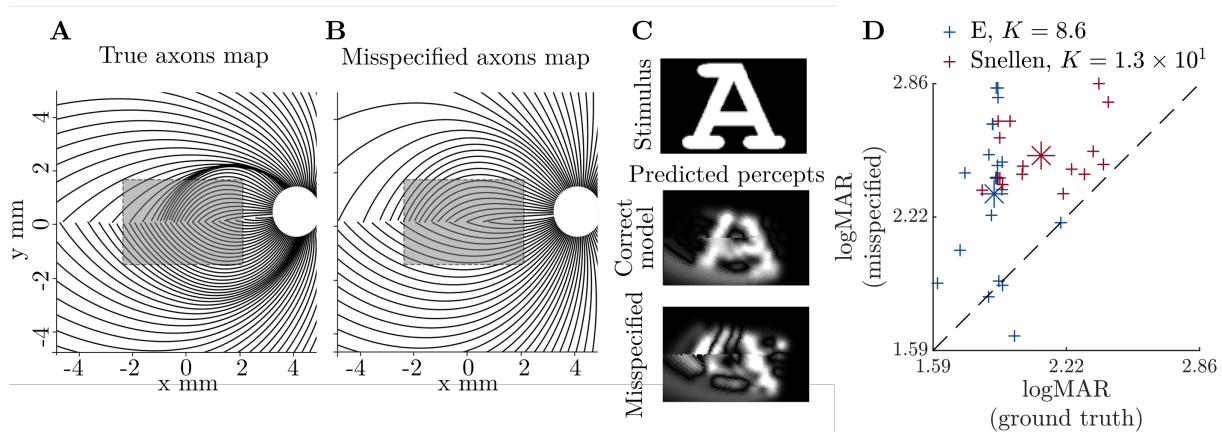 A
True axons map
4
2
0
-2
-4
y mm
-4
-2
0
2
4
x mm
B
Misspecified axons map
-4
-2
0
2
4
x mm
C
Stimulus
A
Predicted percepts
Correct
model
Misspecified
D
E, K = 8.6
Snellen, K = 1.3 × 10¹
2.86
2.22
1.59
logMAR
(misspecified)
1.59
2.22
2.86
logMAR
(ground truth)